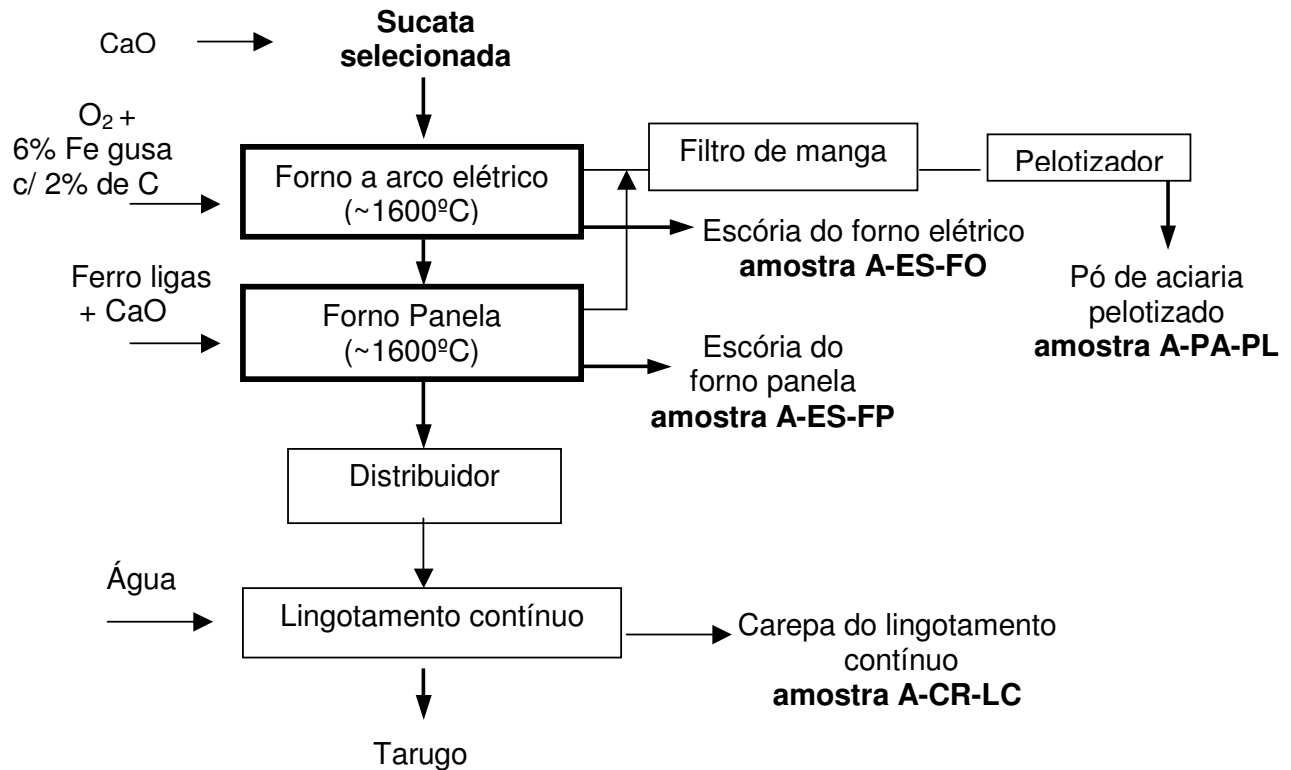 CaO
Sucata
selecionada
O₂ +
6% Fe gusa
c/ 2% de C
Forno a arco elétrico
(~1600ºC)
Filtro de manga
Pelotizador
Escória do forno elétrico
amostra A-ES-FO
Pó de aciaria
pelotizado
amostra A-PA-PL
Ferro ligas
+ CaO
Forno Panela
(~1600ºC)
Escória do
forno panela
amostra A-ES-FP
Distribuidor
Água
Lingotamento contínuo
Carepa do lingotamento
contínuo
amostra A-CR-LC
Tarugo